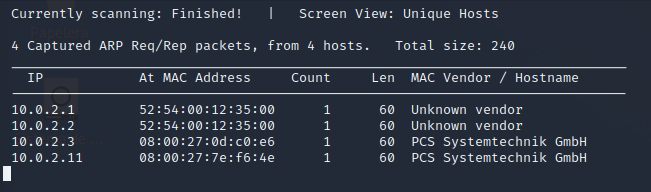 Currently scanning: Finished!   |   Screen View: Unique Hosts
4 Captured ARP Req/Rep packets, from 4 hosts.   Total size: 240
IP            At MAC Address     Count     Len  MAC Vendor / Hostname
10.0.2.1        52:54:00:12:35:00      1      60  Unknown vendor
10.0.2.2        52:54:00:12:35:00      1      60  Unknown vendor
10.0.2.3        08:00:27:0d:c0:e6      1      60  PCS Systemtechnik GmbH
10.0.2.11       08:00:27:7e:f6:4e      1      60  PCS Systemtechnik GmbH